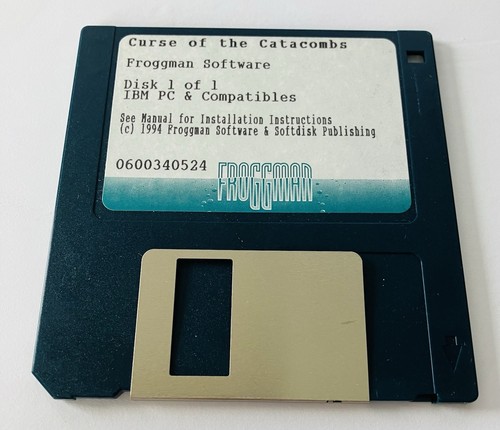 Curse of the Catacombs
Froggman Software
Disk 1 of 1
IBM PC & Compatibles
See Manual for Installation Instructions
(c) 1994 Froggman Software & Softdisk Publishing
0600340524
FROGGMAN